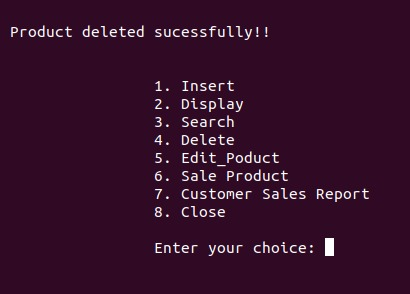 Product deleted sucessfully!!
1. Insert
2. Display
3. Search
4. Delete
5. Edit_Poduct
6. Sale Product
7. Customer Sales Report
8. Close
Enter your choice: